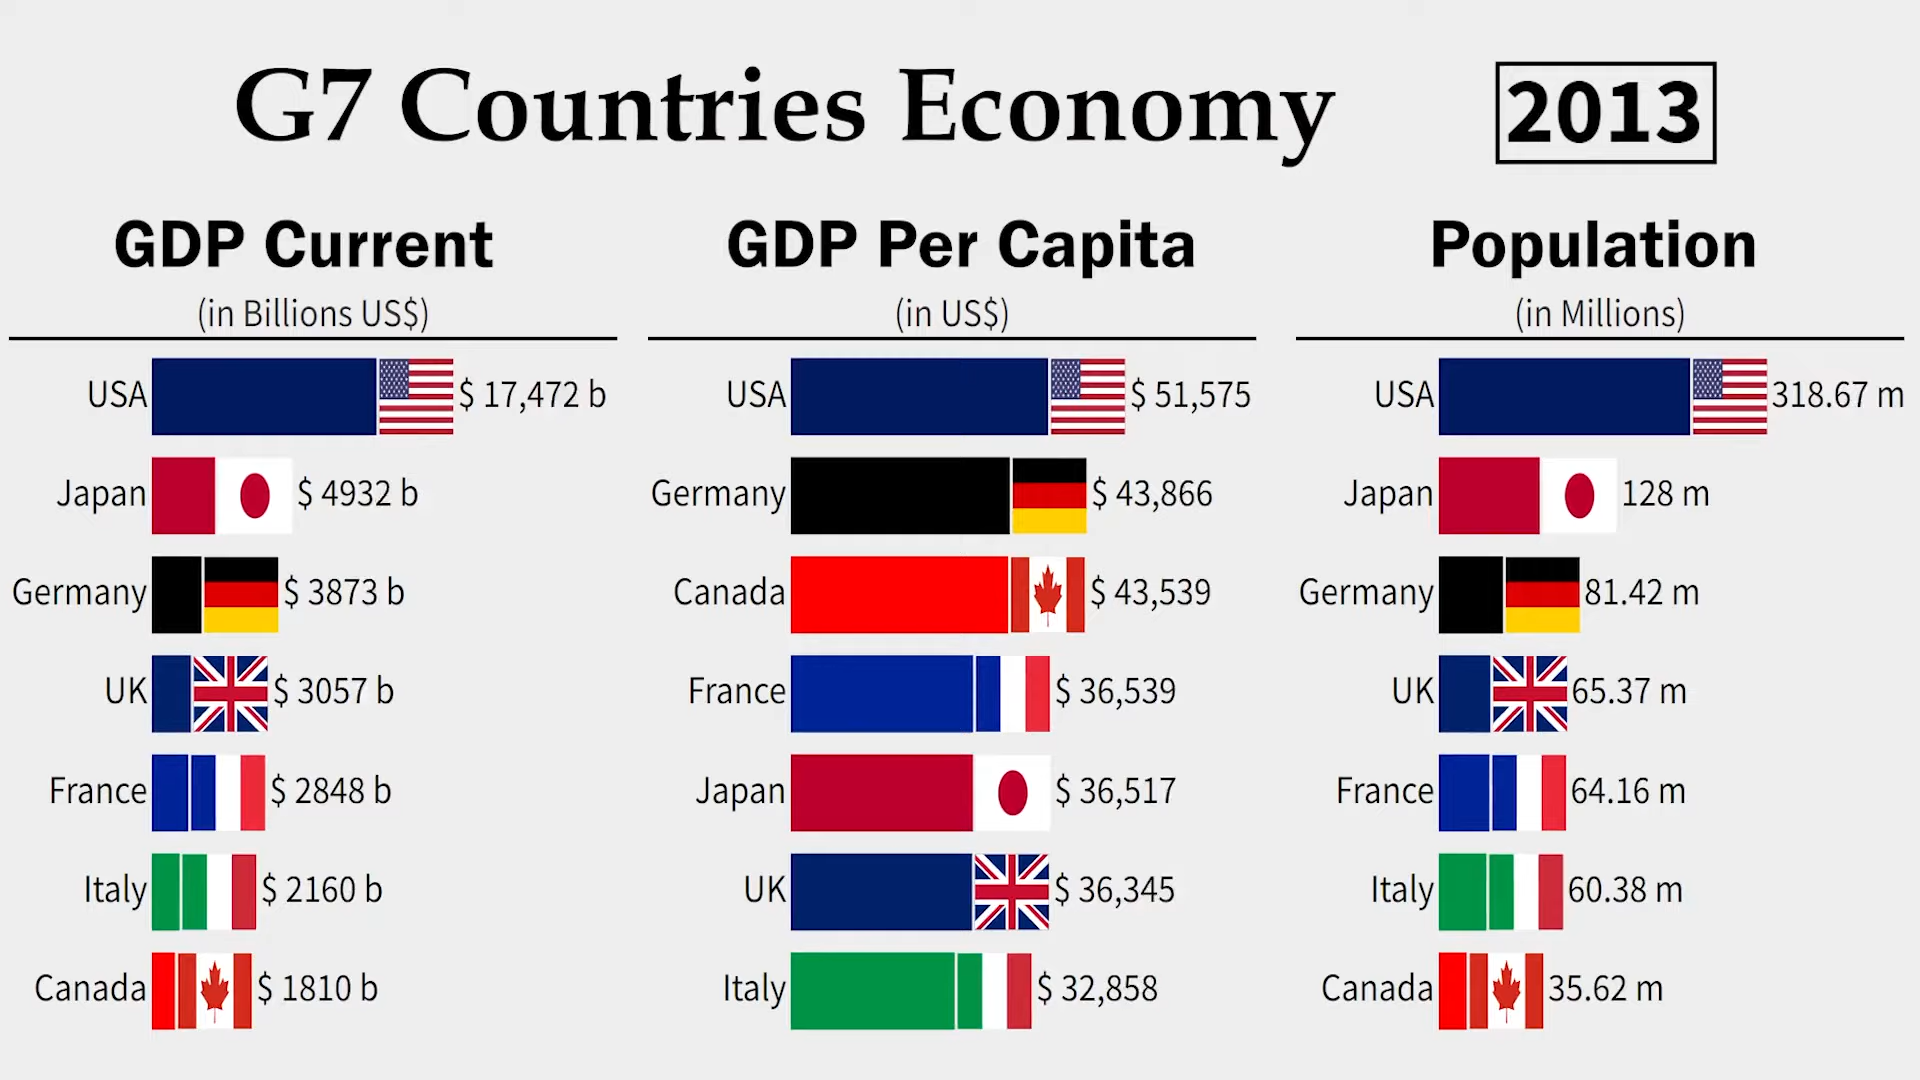 G7 Countries Economy
2013
GDP Current
(in Billions US$)
USA $ 17,472 b
Japan $ 4932 b
Germany $ 3873 b
UK $ 3057 b
France $ 2848 b
Italy $ 2160 b
Canada $ 1810 b
GDP Per Capita
(in US$)
USA $ 51,575
Germany $ 43,866
Canada $ 43,539
France $ 36,539
Japan $ 36,517
UK $ 36,345
Italy $ 32,858
Population
(in Millions)
USA 318.67 m
Japan 128 m
Germany 81.42 m
UK 65.37 m
France 64.16 m
Italy 60.38 m
Canada 35.62 m